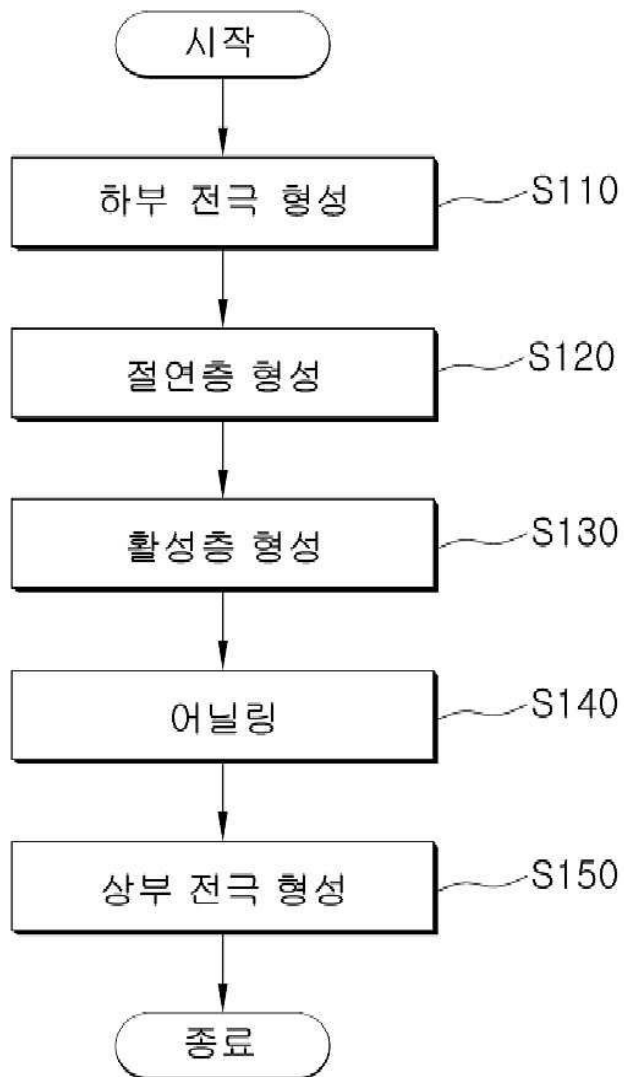 시작
하부 전극 형성
S110
절연층 형성
S120
활성층 형성
S130
어닐링
S140
상부 전극 형성
S150
종료